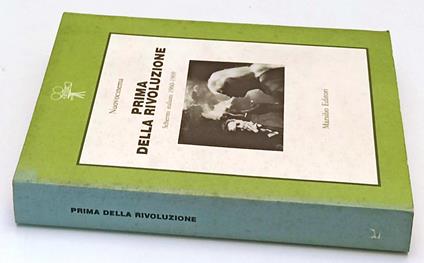 Nuovocinema
PRIMA
DELLA RIVOLUZIONE
Schermi italiani 1960-1969
Marsilio Editori
PRIMA DELLA RIVOLUZIONE